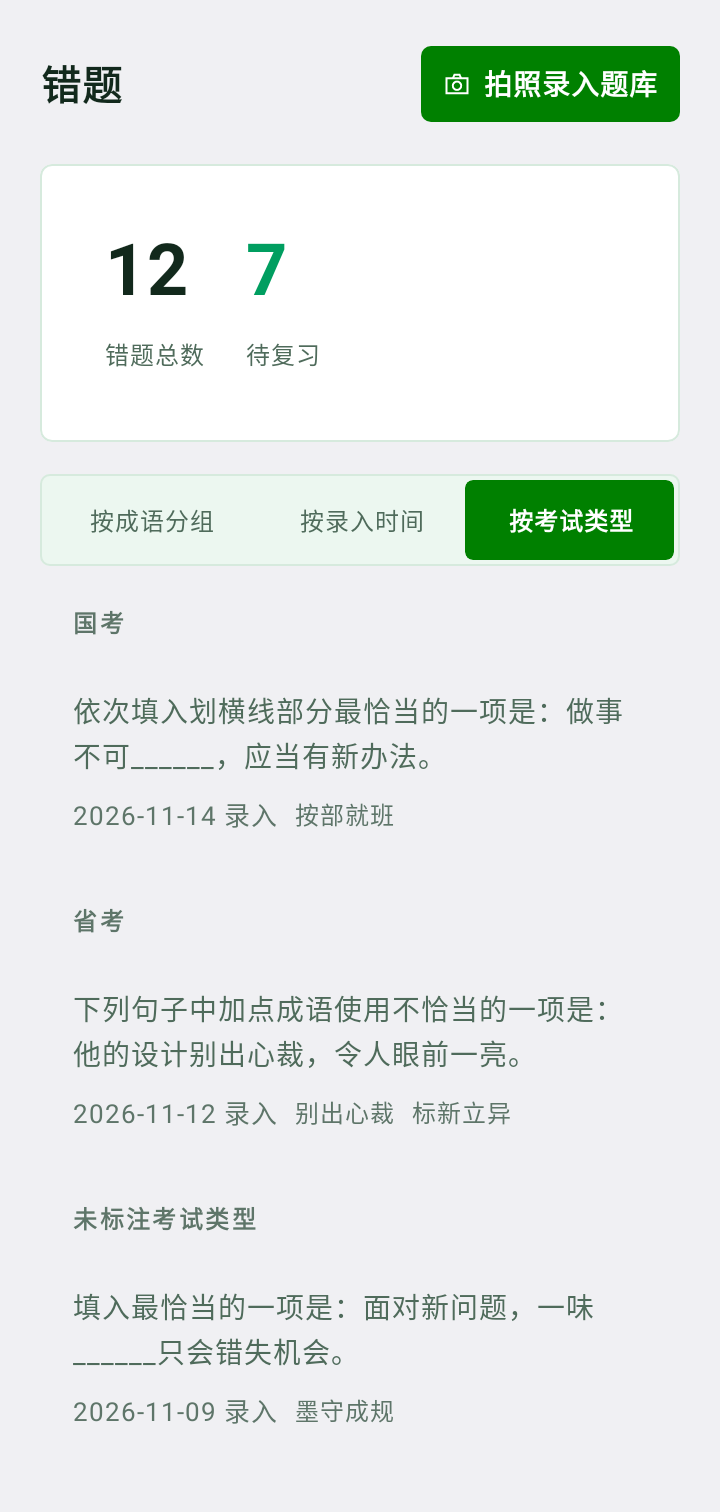 错题
拍照录入题库
12
7
错题总数
待复习
按成语分组
按录入时间
按考试类型
国考
依次填入划横线部分最恰当的一项是：做事
不可______，应当有新办法。
2026-11-14 录入 按部就班
省考
下列句子中加点成语使用不恰当的一项是：
他的设计别出心裁，令人眼前一亮。
2026-11-12 录入 别出心裁 标新立异
未标注考试类型
填入最恰当的一项是：面对新问题，一味
______只会错失机会。
2026-11-09 录入 墨守成规